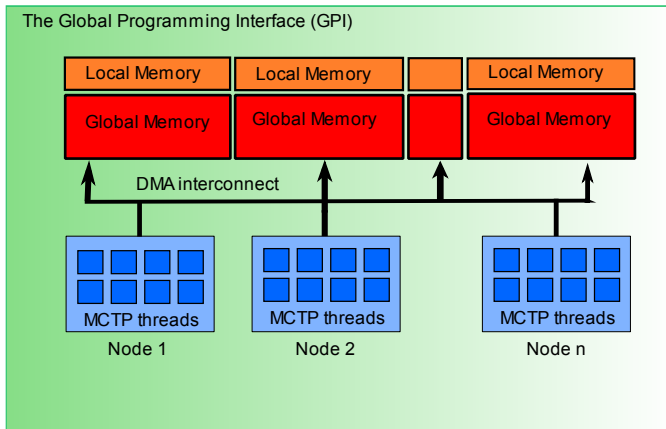 The Global Programming Interface (GPI)
Local Memory Local Memory Local Memory
Global Memory Global Memory Global Memory
DMA interconnect
MCTP threads MCTP threads MCTP threads
Node 1 Node 2 Node n